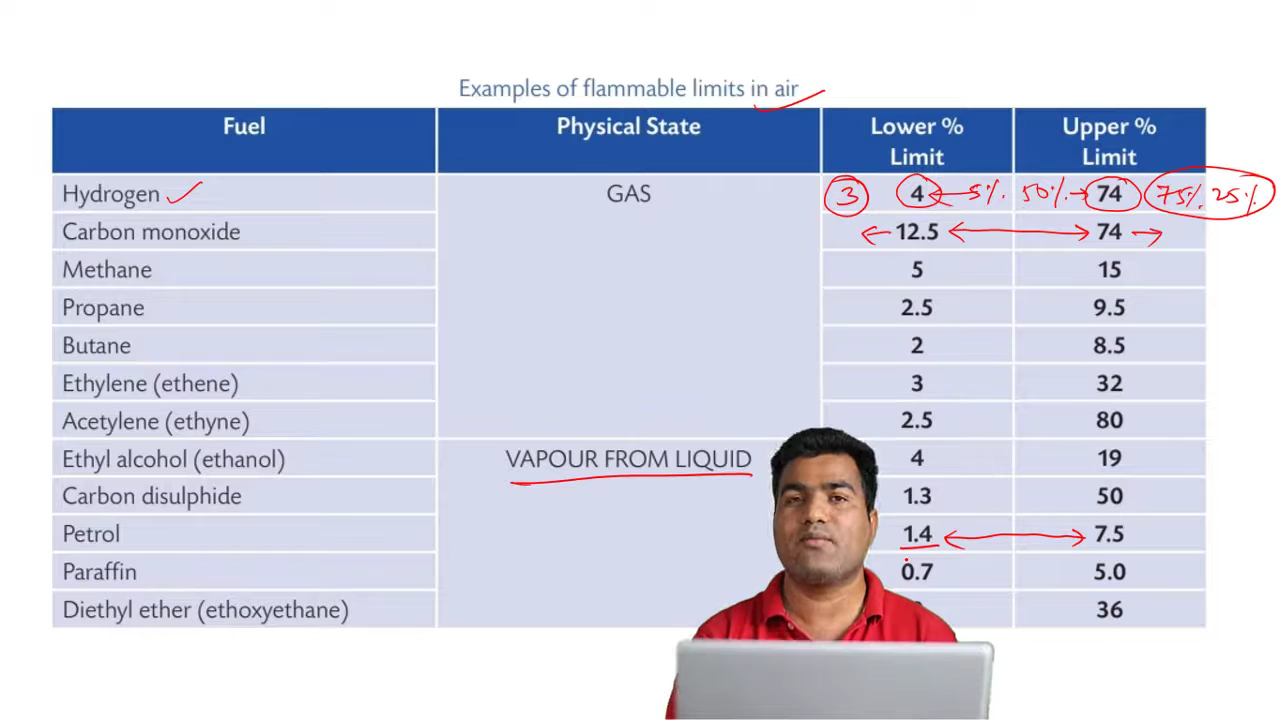 Examples of flammable limits in air
Fuel Physical State Lower % Limit Upper % Limit
Hydrogen GAS 3 4 5% 50% 74 75% 25%
Carbon monoxide 12.5 74
Methane 5 15
Propane 2.5 9.5
Butane 2 8.5
Ethylene (ethene) 3 32
Acetylene (ethyne) 2.5 80
Ethyl alcohol (ethanol) VAPOUR FROM LIQUID 4 19
Carbon disulphide 1.3 50
Petrol 1.4 7.5
Paraffin 0.7 5.0
Diethyl ether (ethoxyethane) 36